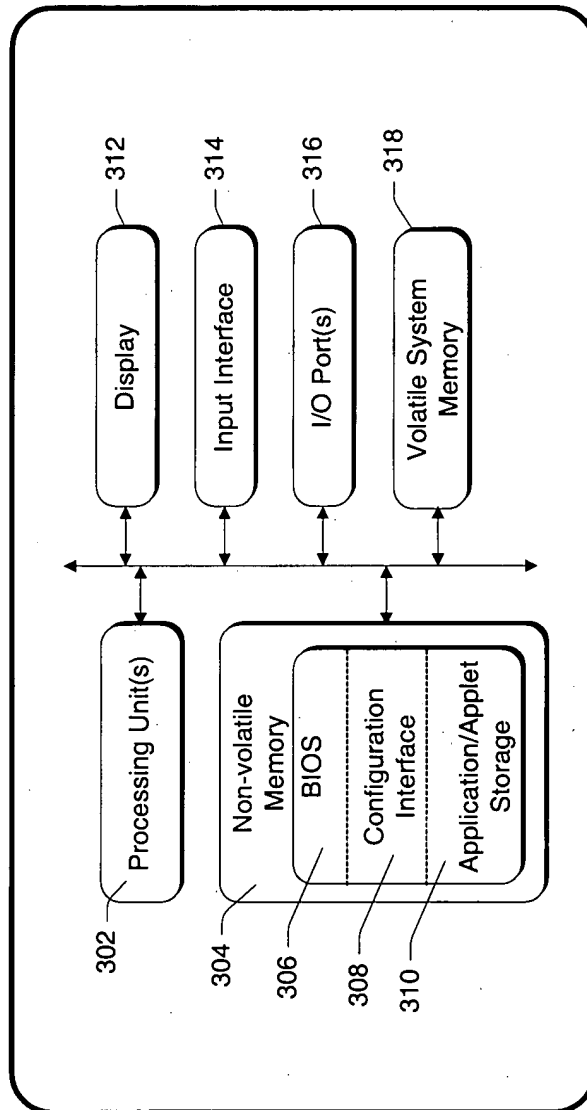 302
Processing Unit(s)
304
Non-volatile
Memory
306
BIOS
308
Configuration
Interface
310
Application/Applet
Storage
Display
312
Input Interface
314
I/O Port(s)
316
Volatile System
Memory
318